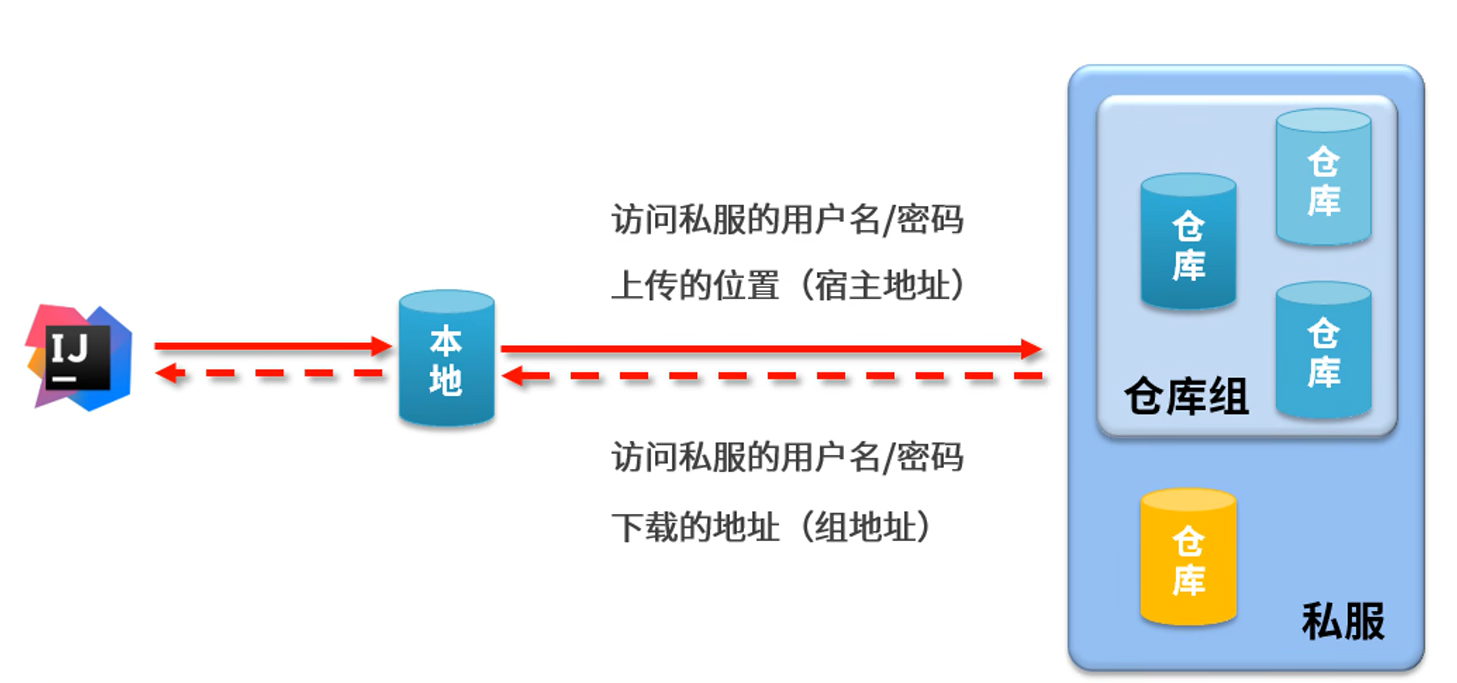 IJ
本地
访问私服的用户名/密码
上传的位置（宿主地址）
访问私服的用户名/密码
下载的地址（组地址）
仓库
仓库
仓库
仓库组
仓库
私服